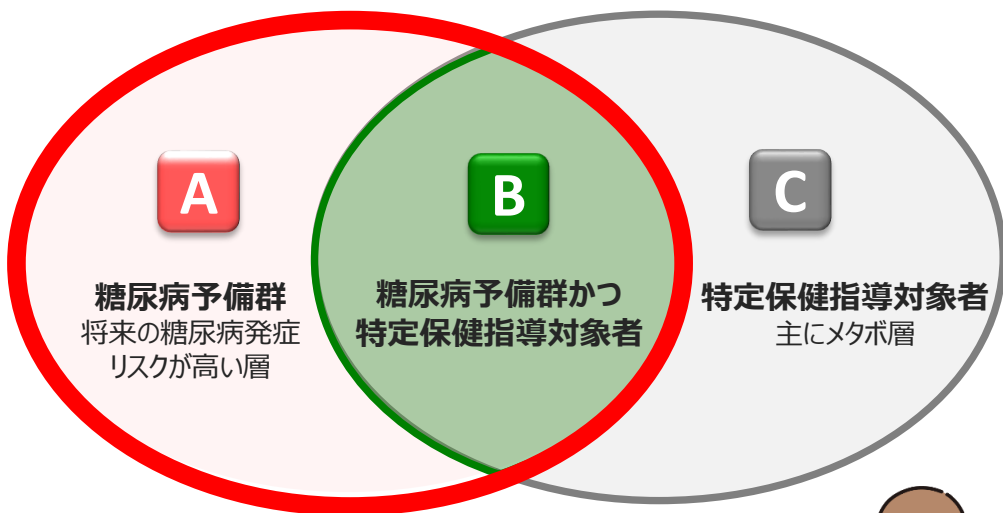 A
糖尿病予備群
将来の糖尿病発症
リスクが高い層
B
糖尿病予備群かつ
特定保健指導対象者
C
特定保健指導対象者
主にメタボ層